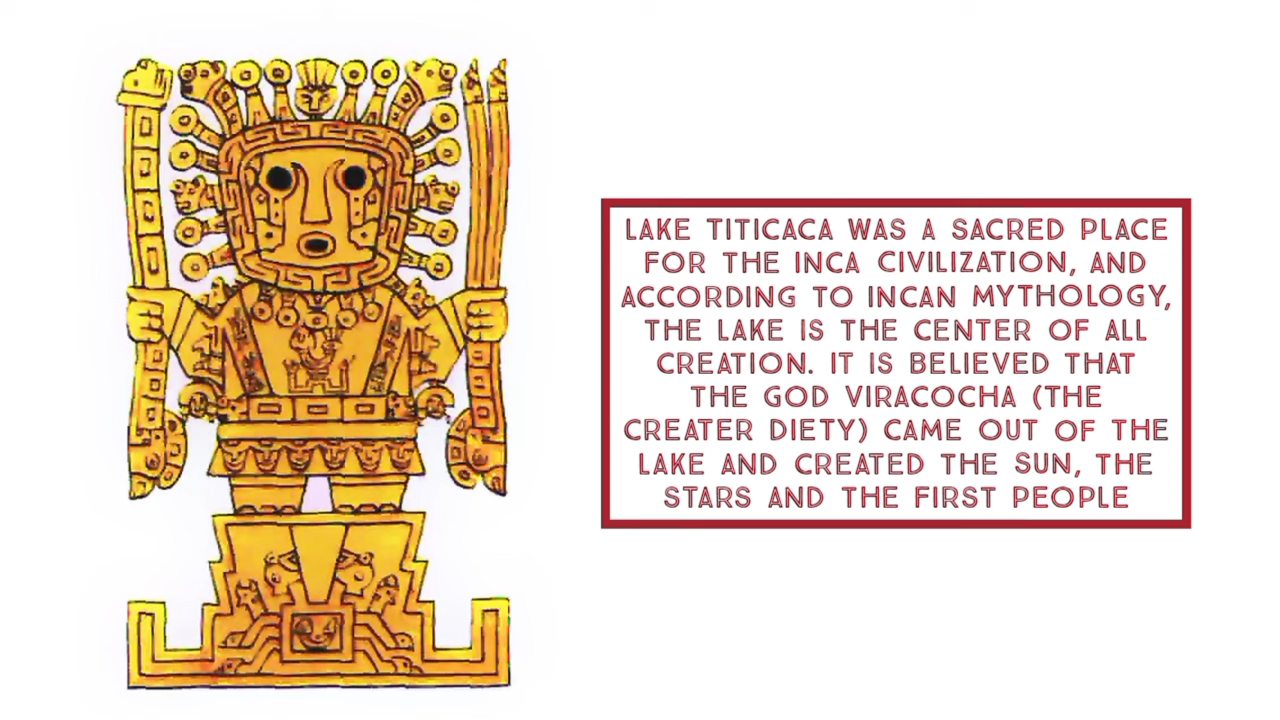 LAKE TITICACA WAS A SACRED PLACE
FOR THE INCA CIVILIZATION, AND
ACCORDING TO INCAN MYTHOLOGY,
THE LAKE IS THE CENTER OF ALL
CREATION. IT IS BELIEVED THAT
THE GOD VIRACOCHA (THE
CREATER DIETY) CAME OUT OF THE
LAKE AND CREATED THE SUN, THE
STARS AND THE FIRST PEOPLE